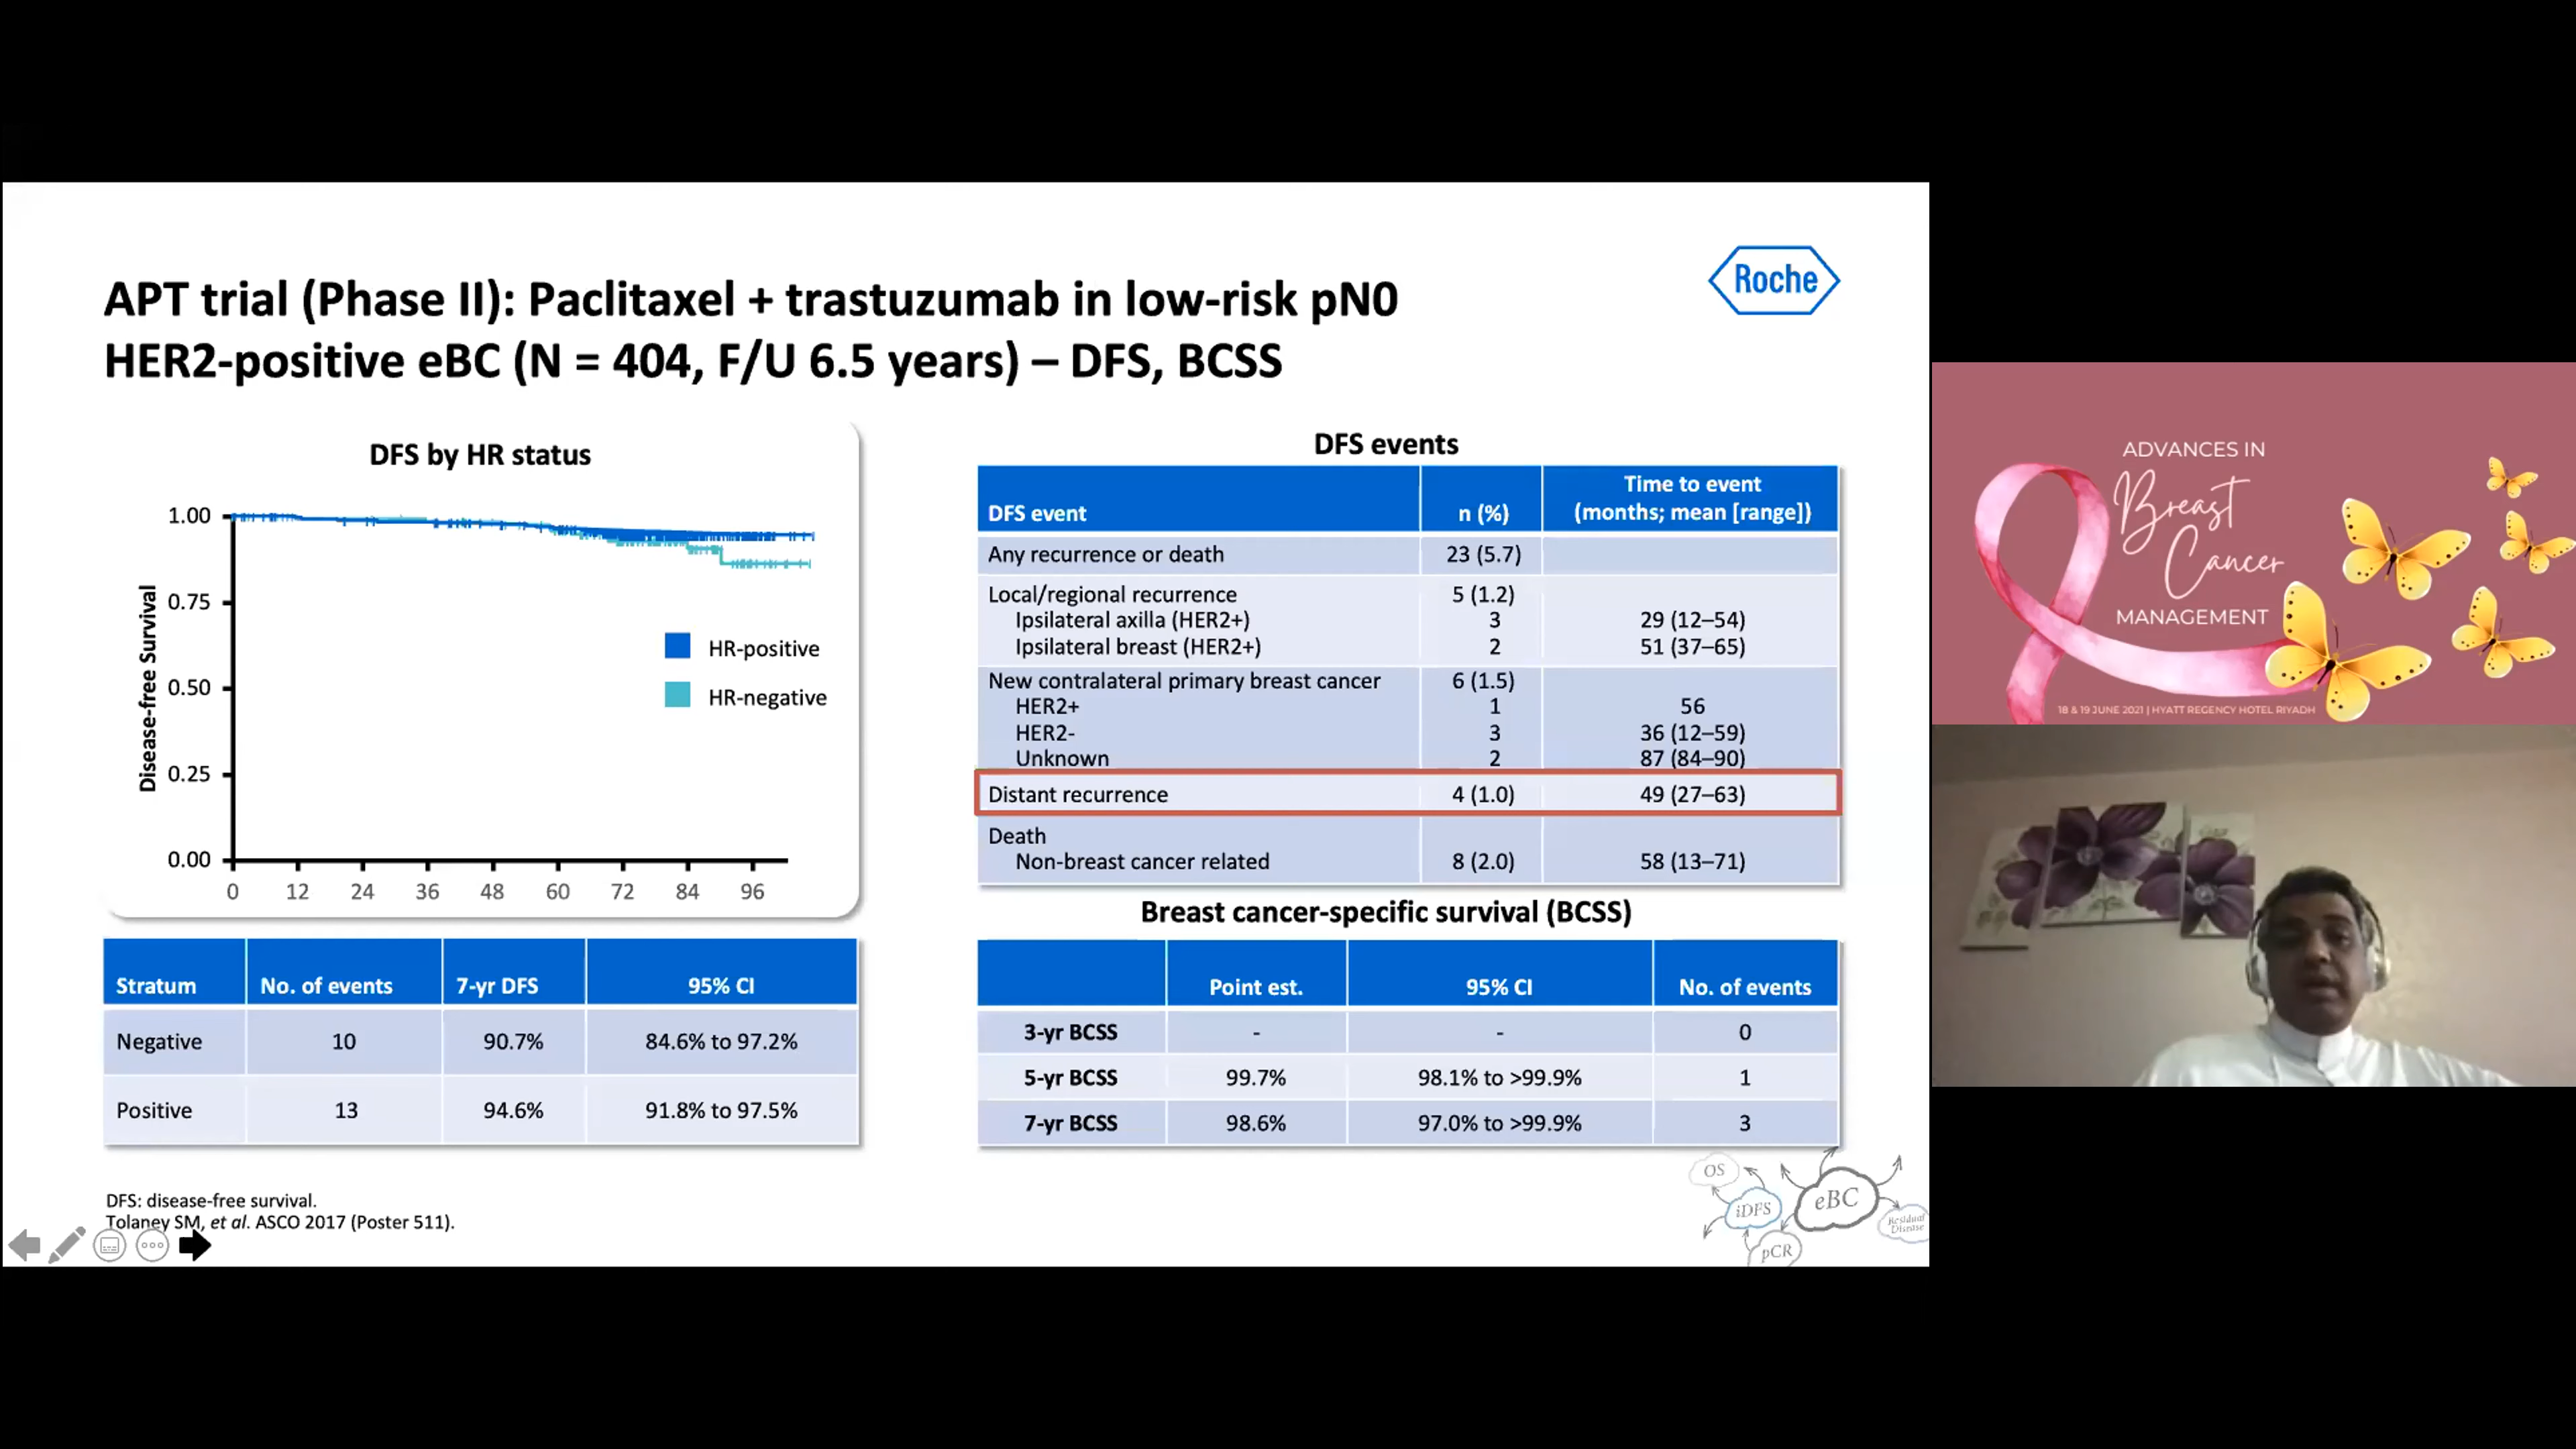 APT trial (Phase II): Paclitaxel + trastuzumab in low-risk pN0
HER2-positive eBC (N = 404, F/U 6.5 years) – DFS, BCSS
Roche
DFS by HR status
Disease-free Survival
1.00
0.75
0.50
0.25
0.00
0 12 24 36 48 60 72 84 96
HR-positive
HR-negative
Stratum No. of events 7-yr DFS 95% CI
Negative 10 90.7% 84.6% to 97.2%
Positive 13 94.6% 91.8% to 97.5%
DFS events
DFS event n (%) Time to event (months; mean [range])
Any recurrence or death 23 (5.7)
Local/regional recurrence 5 (1.2)
Ipsilateral axilla (HER2+) 3 29 (12–54)
Ipsilateral breast (HER2+) 2 51 (37–65)
New contralateral primary breast cancer 6 (1.5)
HER2+ 1 56
HER2- 3 36 (12–59)
Unknown 2 87 (84–90)
Distant recurrence 4 (1.0) 49 (27–63)
Death
Non-breast cancer related 8 (2.0) 58 (13–71)
Breast cancer-specific survival (BCSS)
Point est. 95% CI No. of events
3-yr BCSS - - 0
5-yr BCSS 99.7% 98.1% to >99.9% 1
7-yr BCSS 98.6% 97.0% to >99.9% 3
DFS: disease-free survival.
Tolaney SM, et al. ASCO 2017 (Poster 511).
OS
iDFS
eBC
pCR
Residual
Disease
ADVANCES IN
Breast
Cancer
MANAGEMENT
18 & 19 JUNE 2021 | HYATT REGENCY HOTEL RIYADH